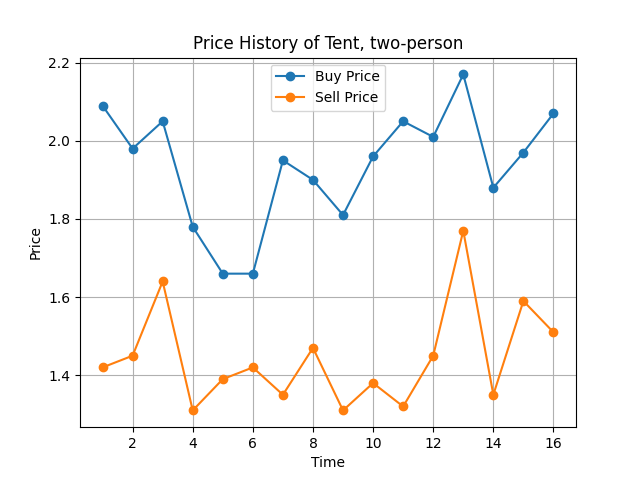 Price History of Tent, two-person
Buy Price
Sell Price
2.2
2.0
1.8
1.6
1.4
Price
2 4 6 8 10 12 14 16
Time